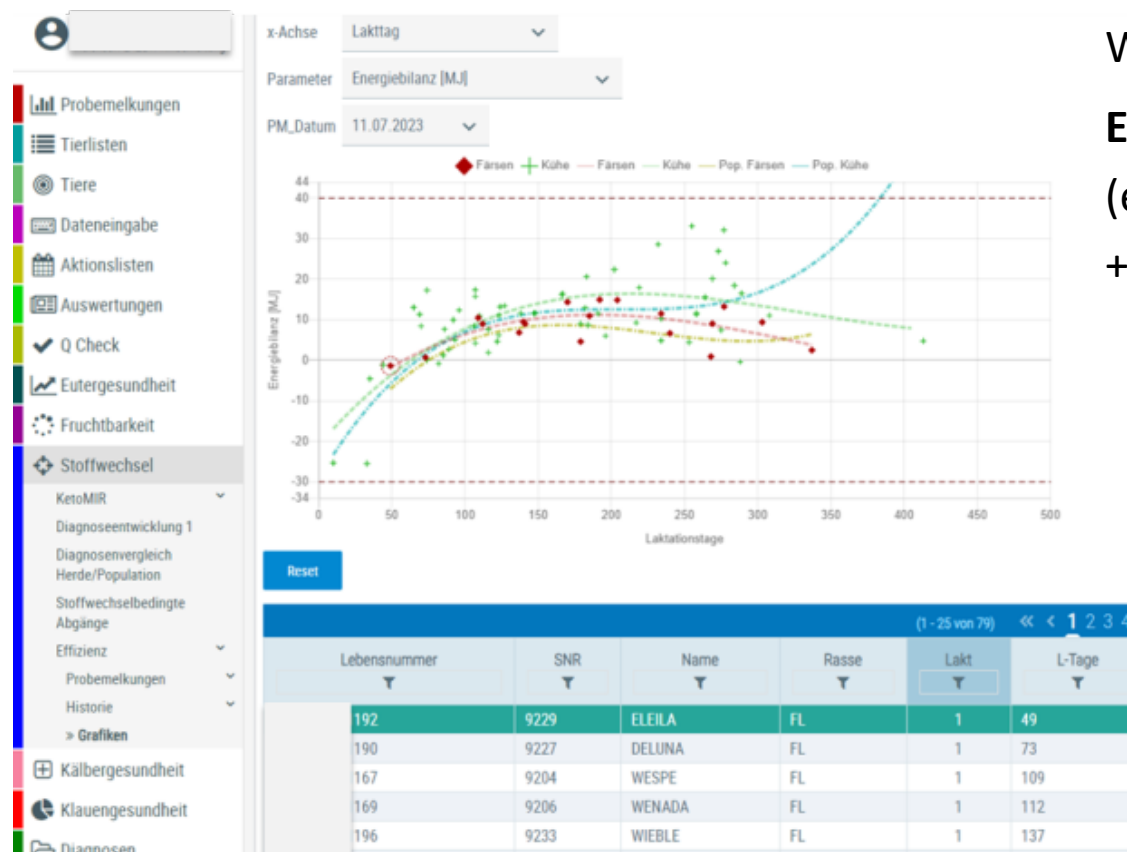 x-Achse Lakttag
Parameter Energiebilanz [MJ]
PM_Datum 11.07.2023
Probemelkungen
Tierlisten
Tiere
Dateneingabe
Aktionslisten
Auswertungen
Q Check
Eutergesundheit
Fruchtbarkeit
Stoffwechsel
KetoMIR
Diagnoseentwicklung 1
Diagnosenvergleich
Herde/Population
Stoffwechselbedingte
Abgänge
Effizienz
Probemelkungen
Historie
» Grafiken
Kälbergesundheit
Klauengesundheit
Diagnosen
Färsen Kühe Färsen Kühe Pop. Färsen Pop. Kühe
44
40
30
20
10
0
-10
-20
-30
-34
Energiebilanz [MJ]
0 50 100 150 200 250 300 350 400 450 500
Laktationstage
Reset
(1 - 25 von 79) « < 1 2 3 4
Lebensnummer SNR Name Rasse Lakt L-Tage
192 9229 ELEILA FL 1 49
190 9227 DELUNA FL 1 73
167 9204 WESPE FL 1 109
169 9206 WENADA FL 1 112
196 9233 WIEBLE FL 1 137
E
(e
+